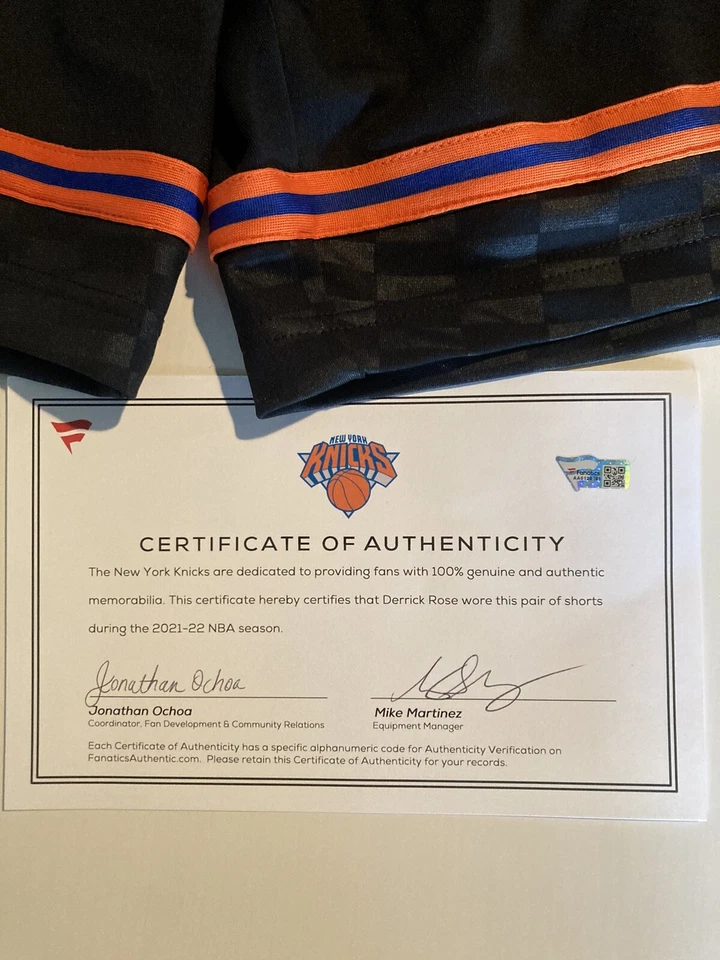 NEW YORK
KNICKS
Fanatics
CERTIFICATE OF AUTHENTICITY
The New York Knicks are dedicated to providing fans with 100% genuine and authentic
memorabilia. This certificate hereby certifies that Derrick Rose wore this pair of shorts
during the 2021-22 NBA season.
Jonathan Ochoa
Jonathan Ochoa
Coordinator, Fan Development & Community Relations
Mike Martinez
Equipment Manager
Each Certificate of Authenticity has a specific alphanumeric code for Authenticity Verification on
FanaticsAuthentic.com. Please retain this Certificate of Authenticity for your records.